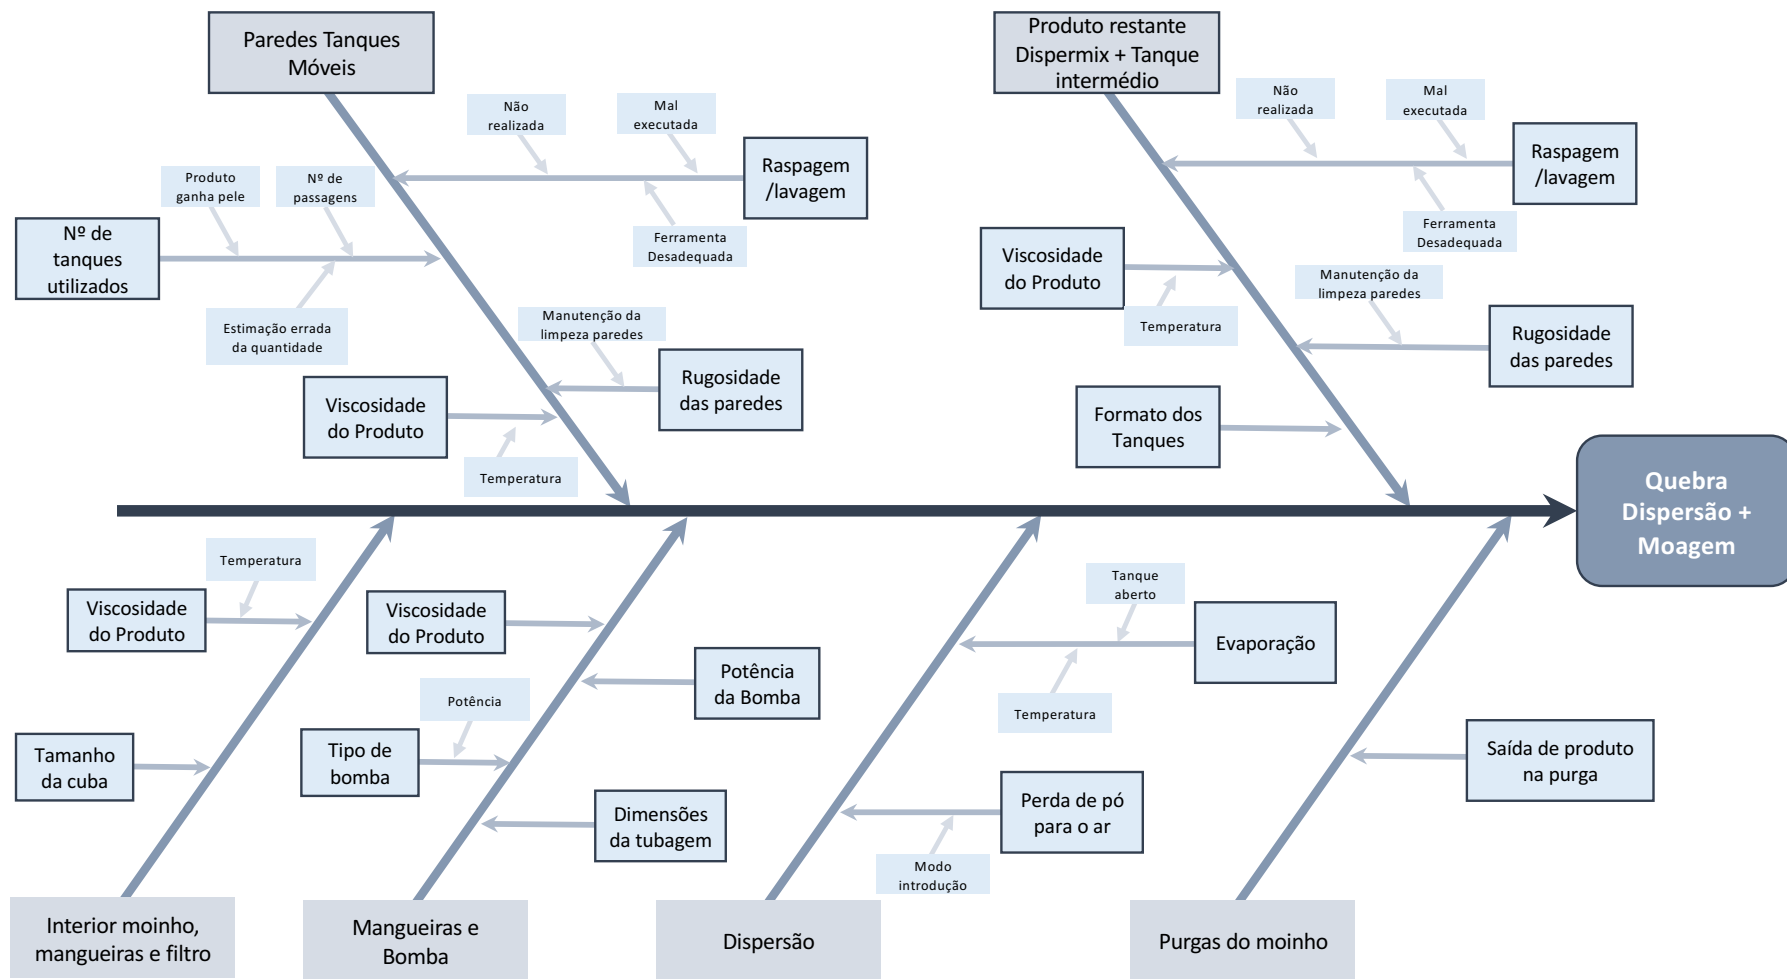 Paredes Tanques
Móveis
Produto restante
Dispermix + Tanque
intermédio
Não
realizada
Mal
executada
Raspagem
/lavagem
Ferramenta
Desadequada
Produto
ganha pele
Nº de
passagens
Nº de
tanques
utilizados
Estimação errada
da quantidade
Manutenção da
limpeza paredes
Rugosidade
das paredes
Viscosidade
do Produto
Temperatura
Não
realizada
Mal
executada
Raspagem
/lavagem
Ferramenta
Desadequada
Viscosidade
do Produto
Temperatura
Manutenção da
limpeza paredes
Rugosidade
das paredes
Formato dos
Tanques
Quebra
Dispersão +
Moagem
Temperatura
Viscosidade
do Produto
Tamanho
da cuba
Viscosidade
do Produto
Potência
da Bomba
Potência
Tipo de
bomba
Dimensões
da tubagem
Tanque
aberto
Evaporação
Temperatura
Perda de pó
para o ar
Modo
introdução
Saída de produto
na purga
Interior moinho,
mangueiras e filtro
Mangueiras e
Bomba
Dispersão
Purgas do moinho